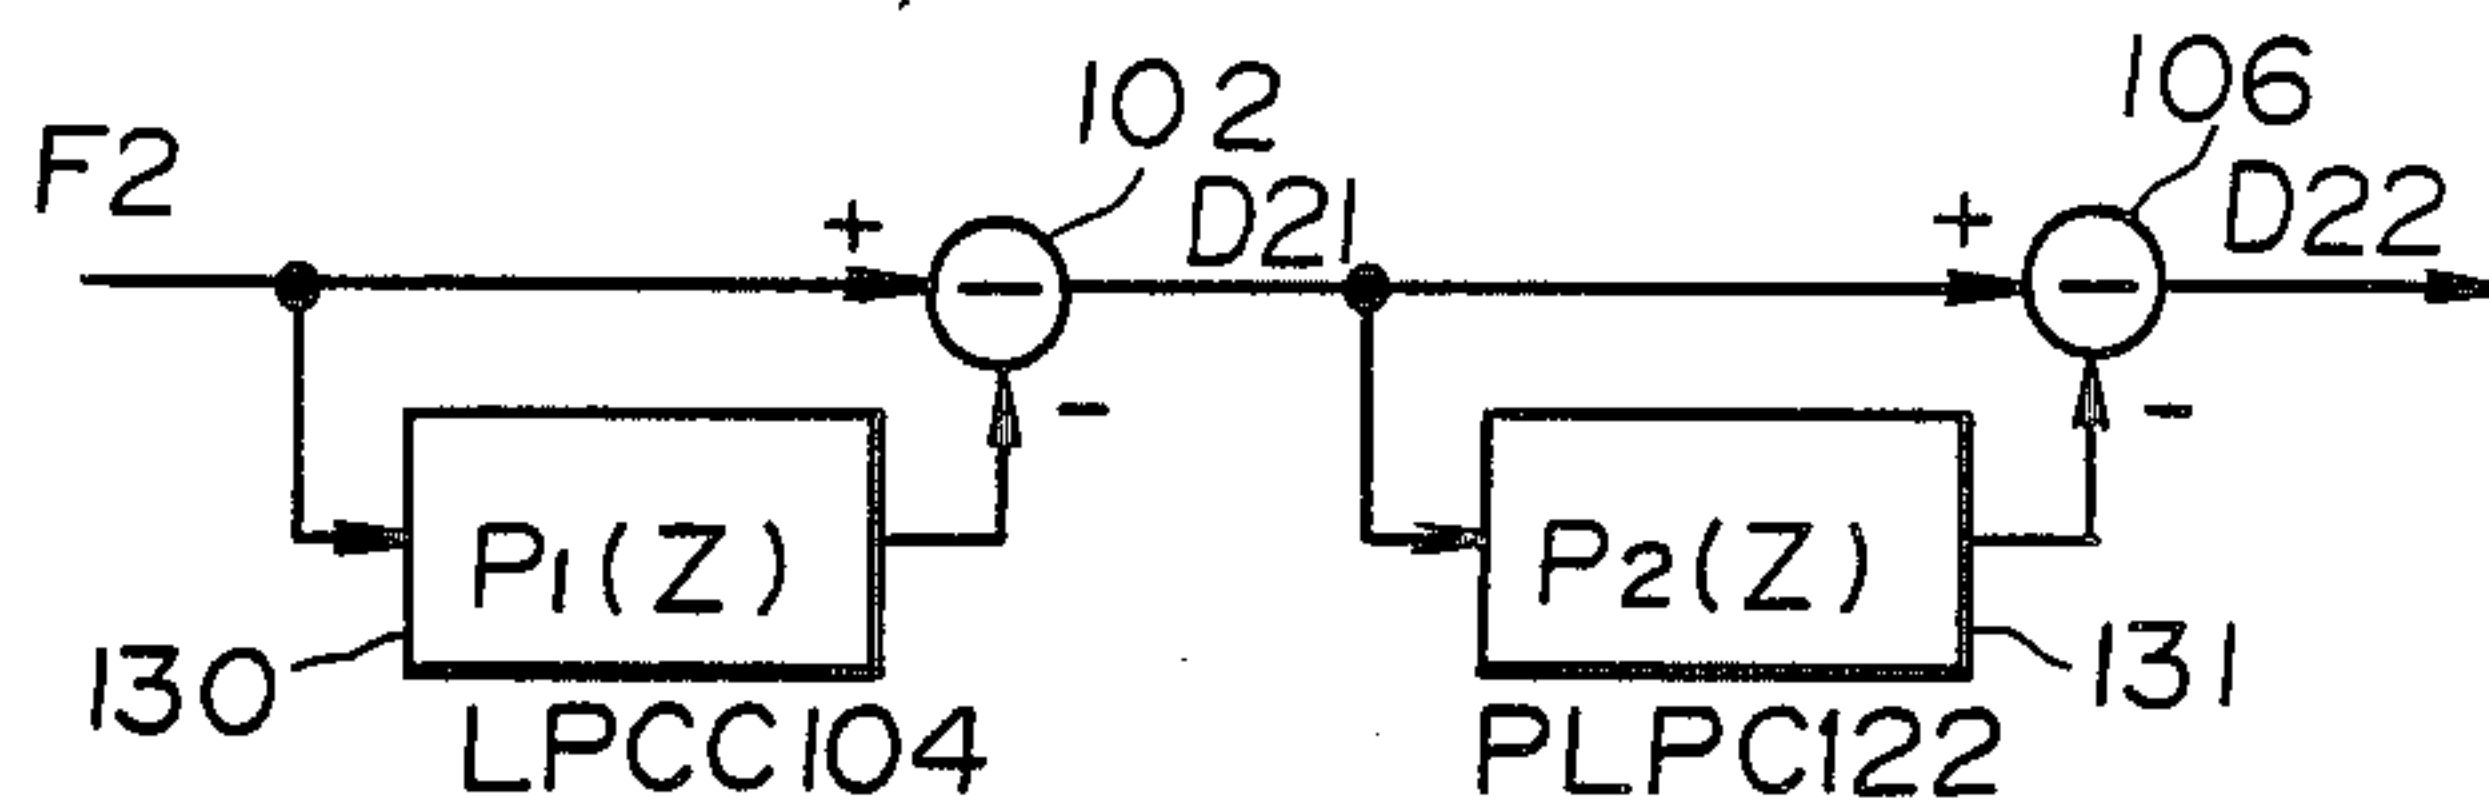 F2
+
102
D21
+
106
D22
−
−
-
-
P1(Z)
P2(Z)
130
131
LPCC104
PLPC122